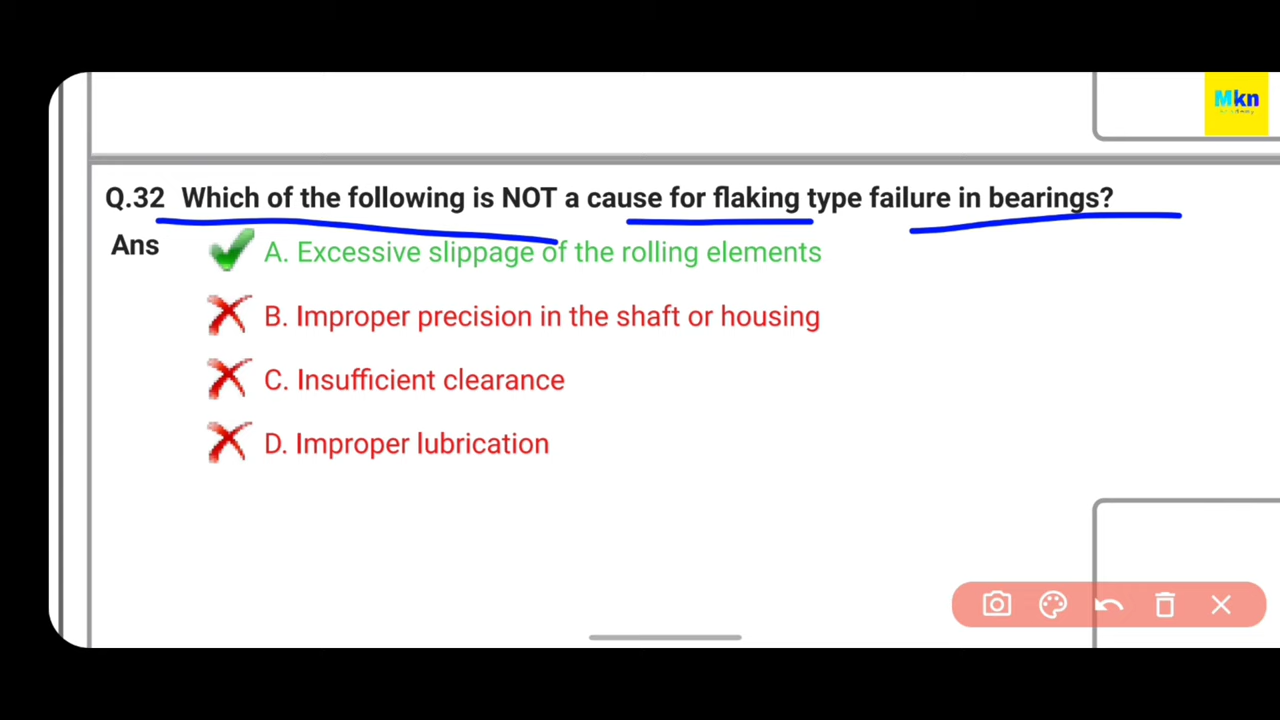 Mkn
Q.32 Which of the following is NOT a cause for flaking type failure in bearings?
Ans
A. Excessive slippage of the rolling elements
B. Improper precision in the shaft or housing
C. Insufficient clearance
D. Improper lubrication